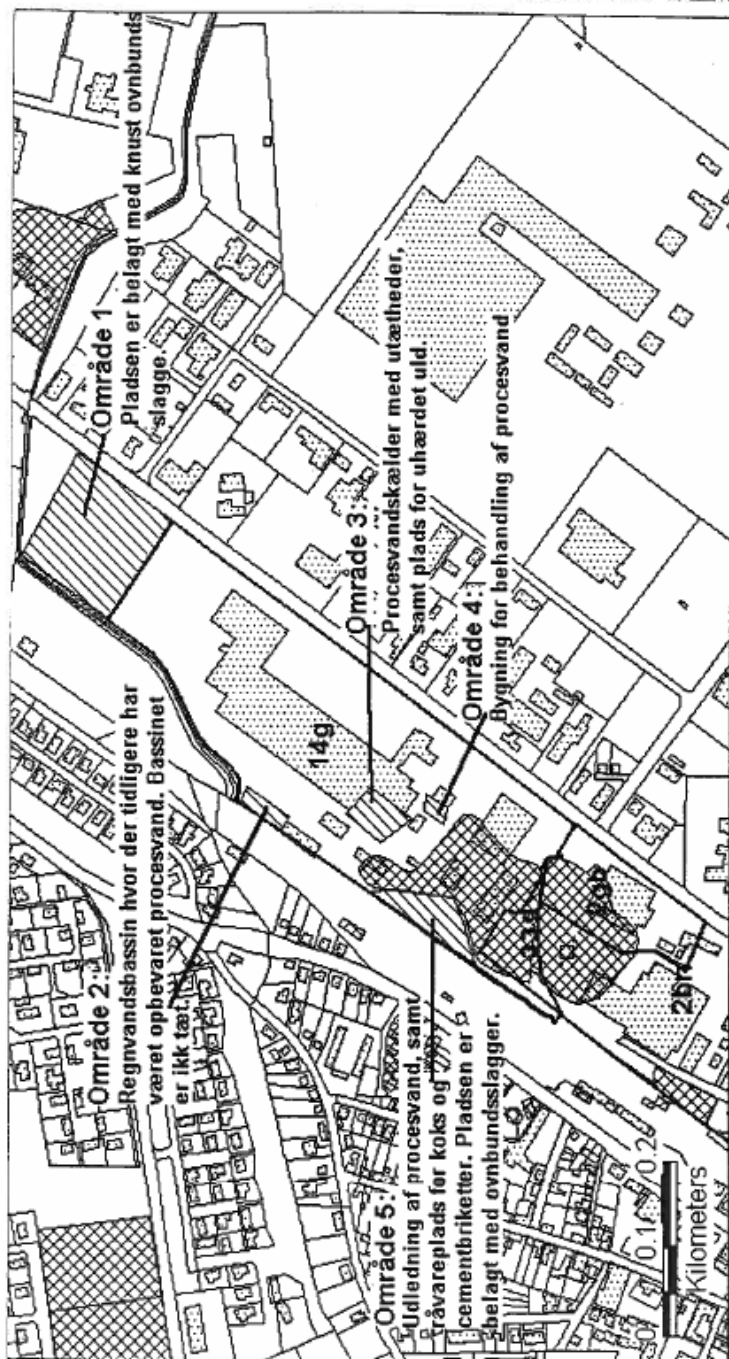 Område 1
Pladsen er belagt med knust ovnbunds
slagge.
Område 2:
Regnvandsbassin hvor der tidligere har
været opbevaret procesvand. Bassinet
er ikk tæt.
Område 3:
Procesvandskælder med utætheder,
samt plads for uhærdet uld.
Område 4:
Bygning for behandling af procesvand
14g
Område 5:
Udledning af procesvand, samt
råvareplads for koks og
cementbriketter. Pladsen er
belagt med ovnbundsslagger.
0 0.1 0.2
Kilometers